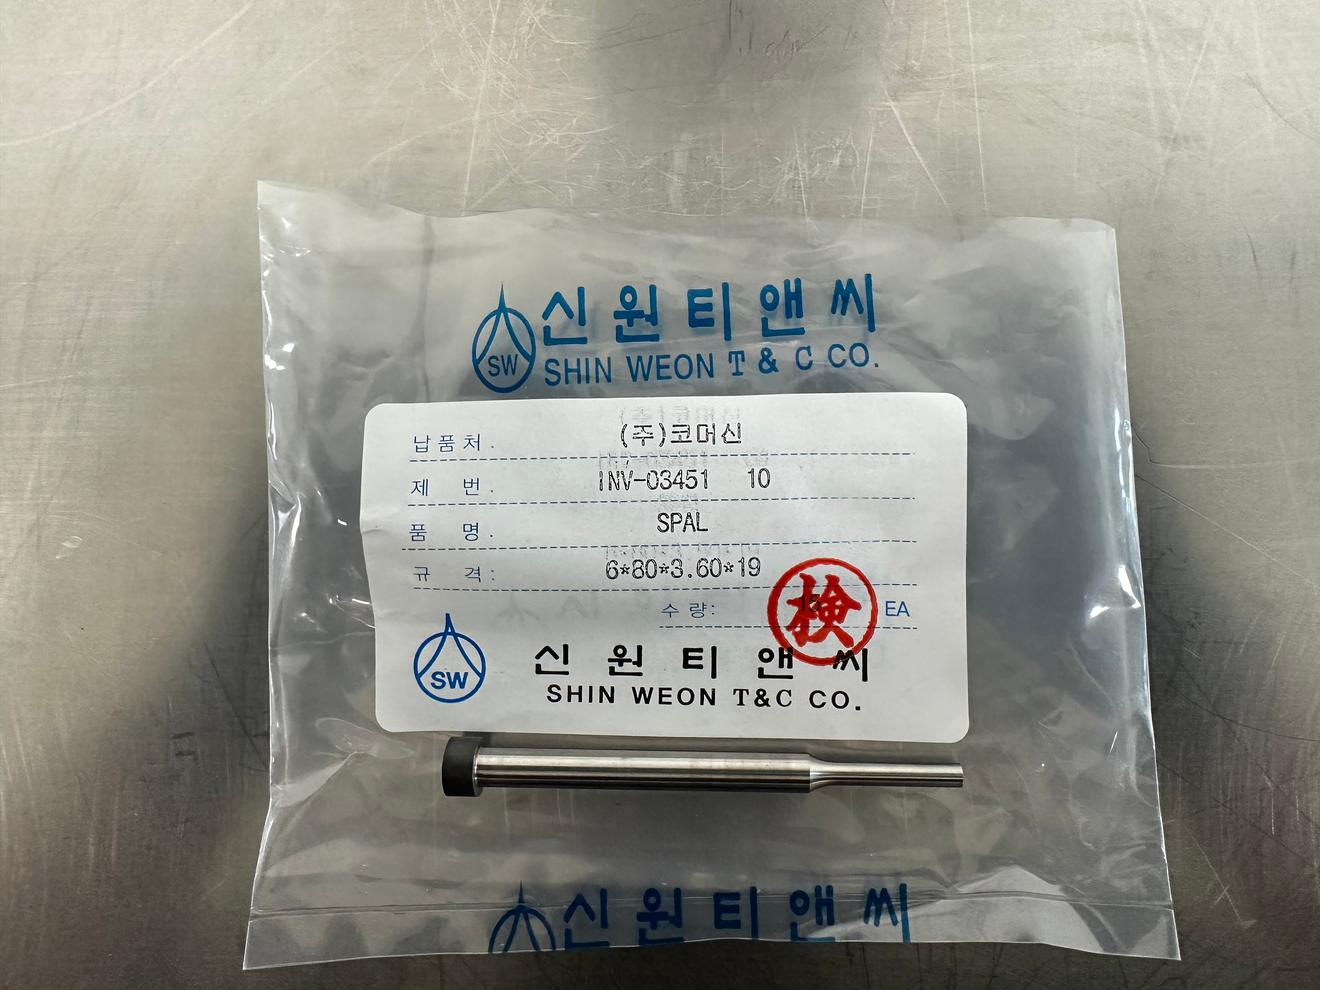 신원티앤씨
SW
SHIN WEON T & C CO.
납품처. (주)코머신
제 번. INV-03451 10
품 명. SPAL
규 격: 6*80*3.60*19
수량: 15 EA
検
SW
신 원 티 앤 씨
SHIN WEON T&C CO.
신원티앤씨